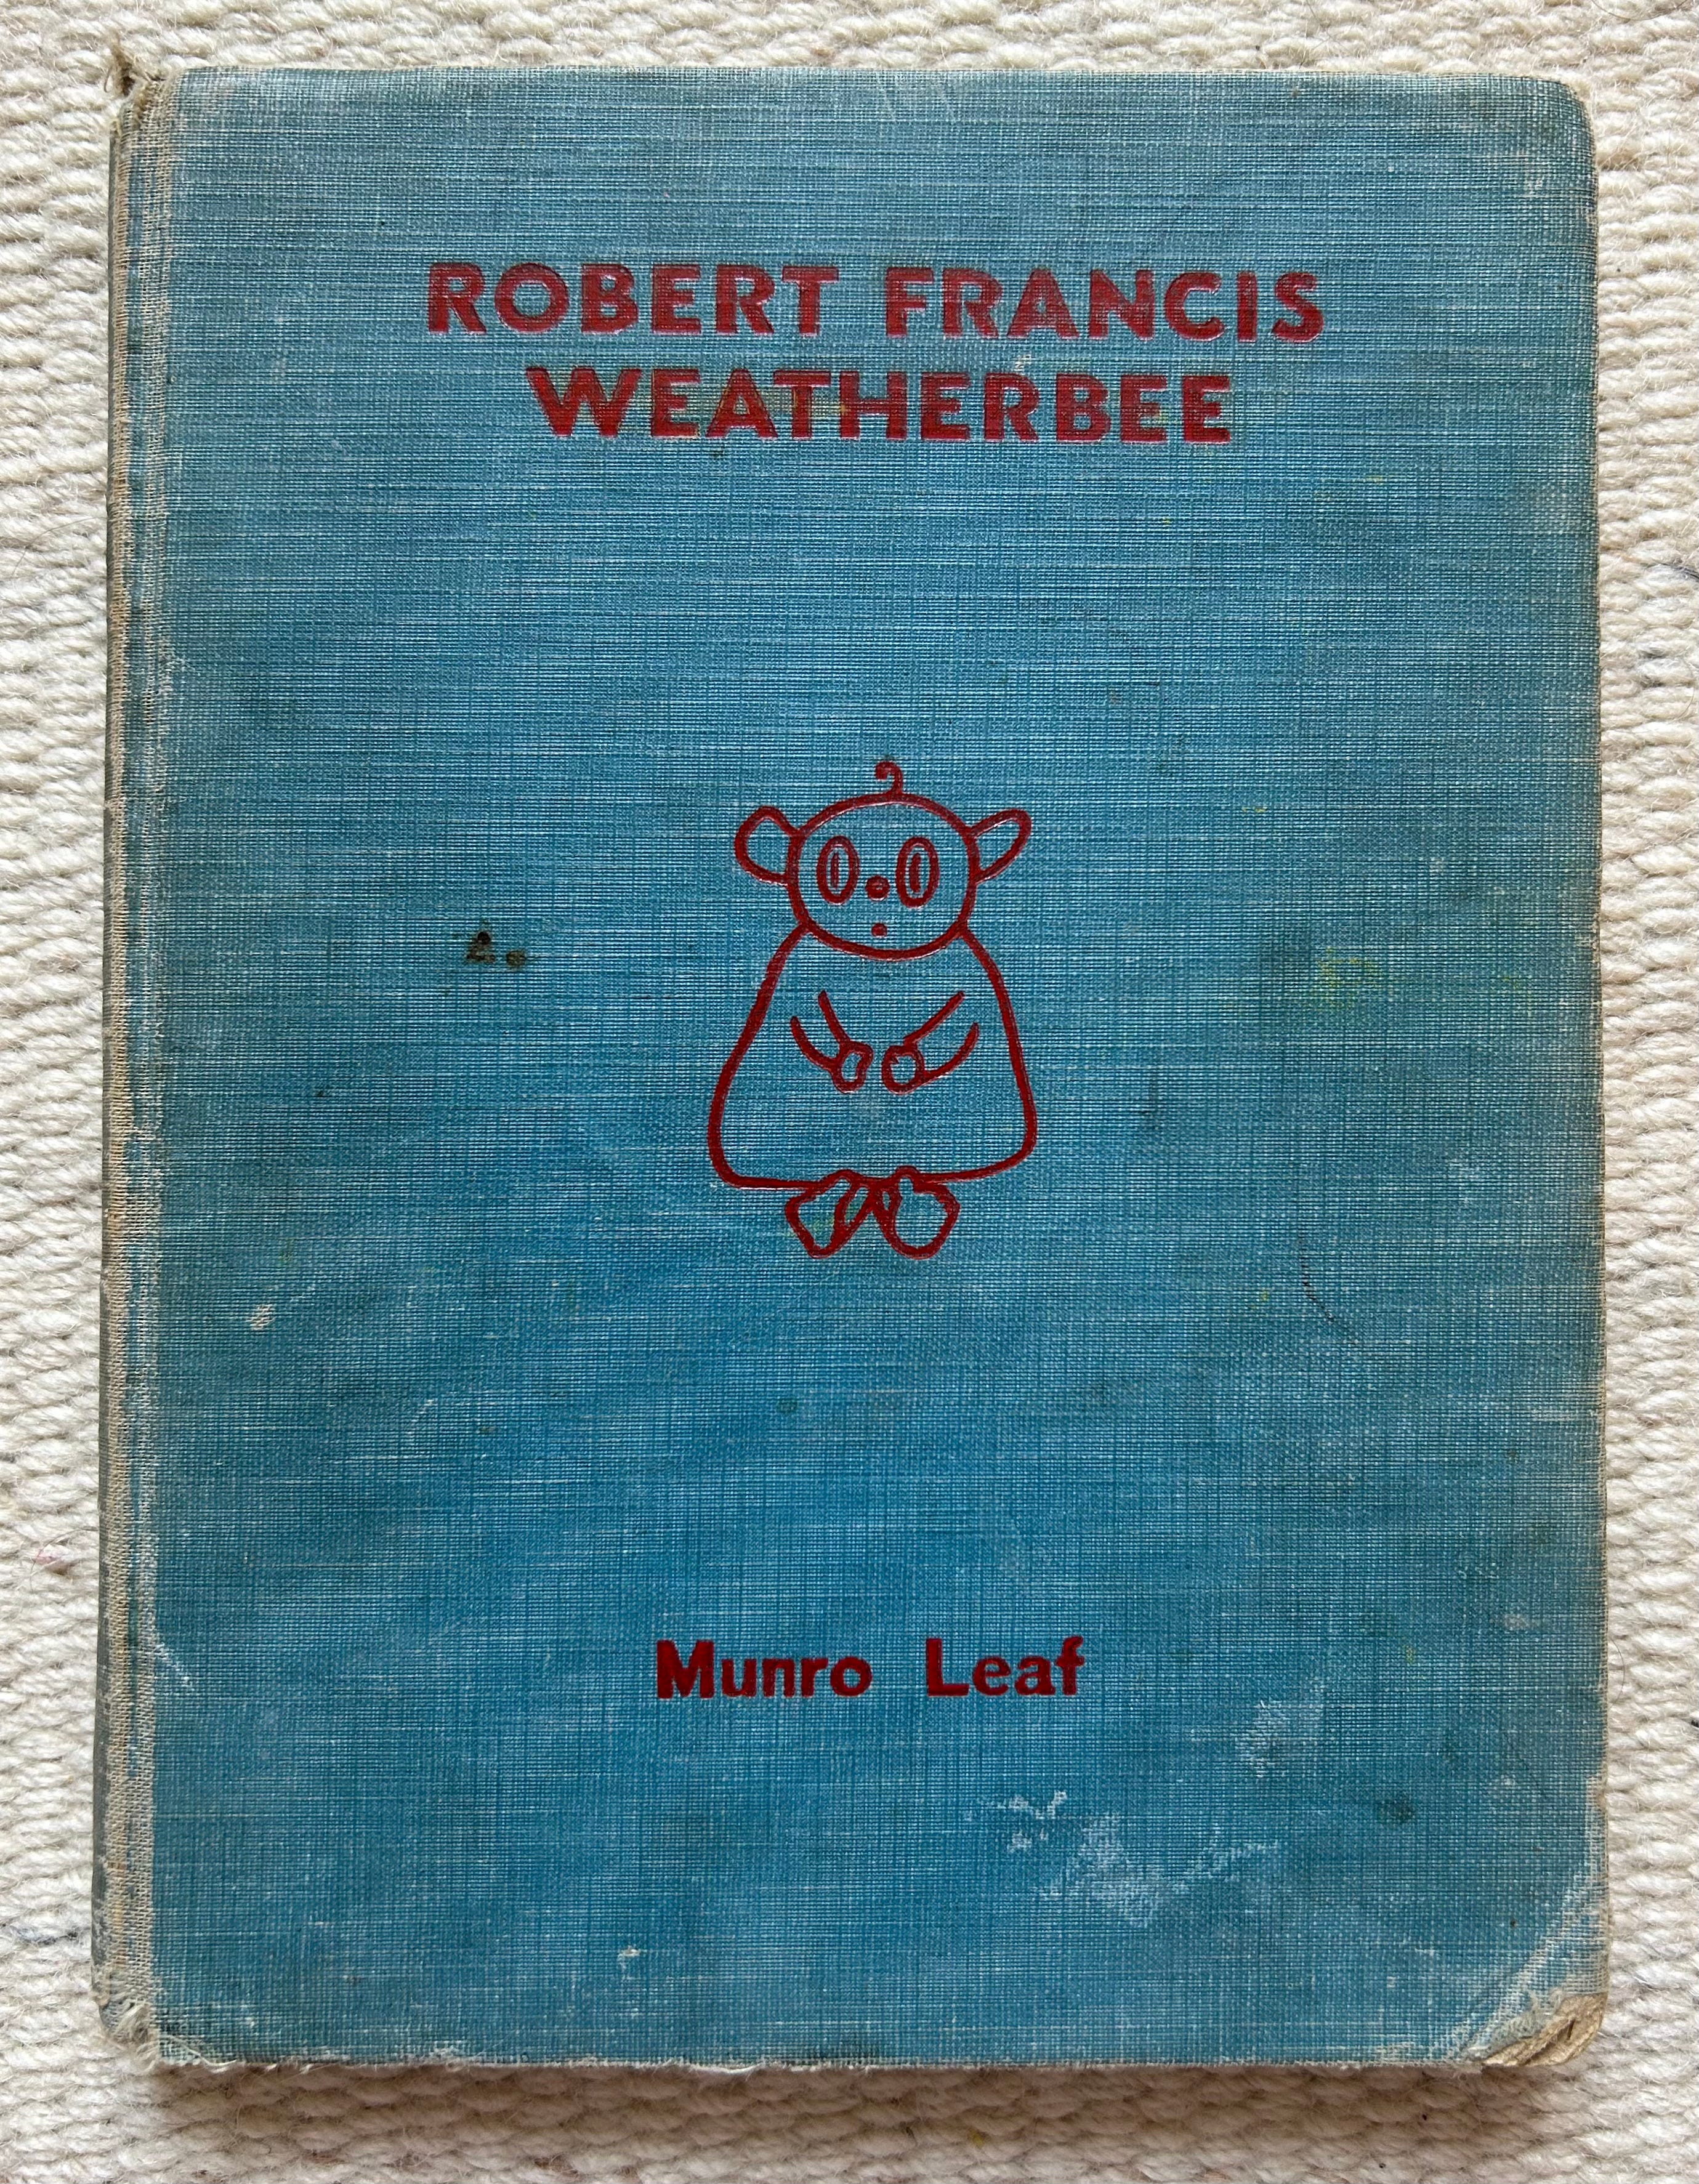 ROBERT FRANCIS
WEATHERBEE
Munro Leaf